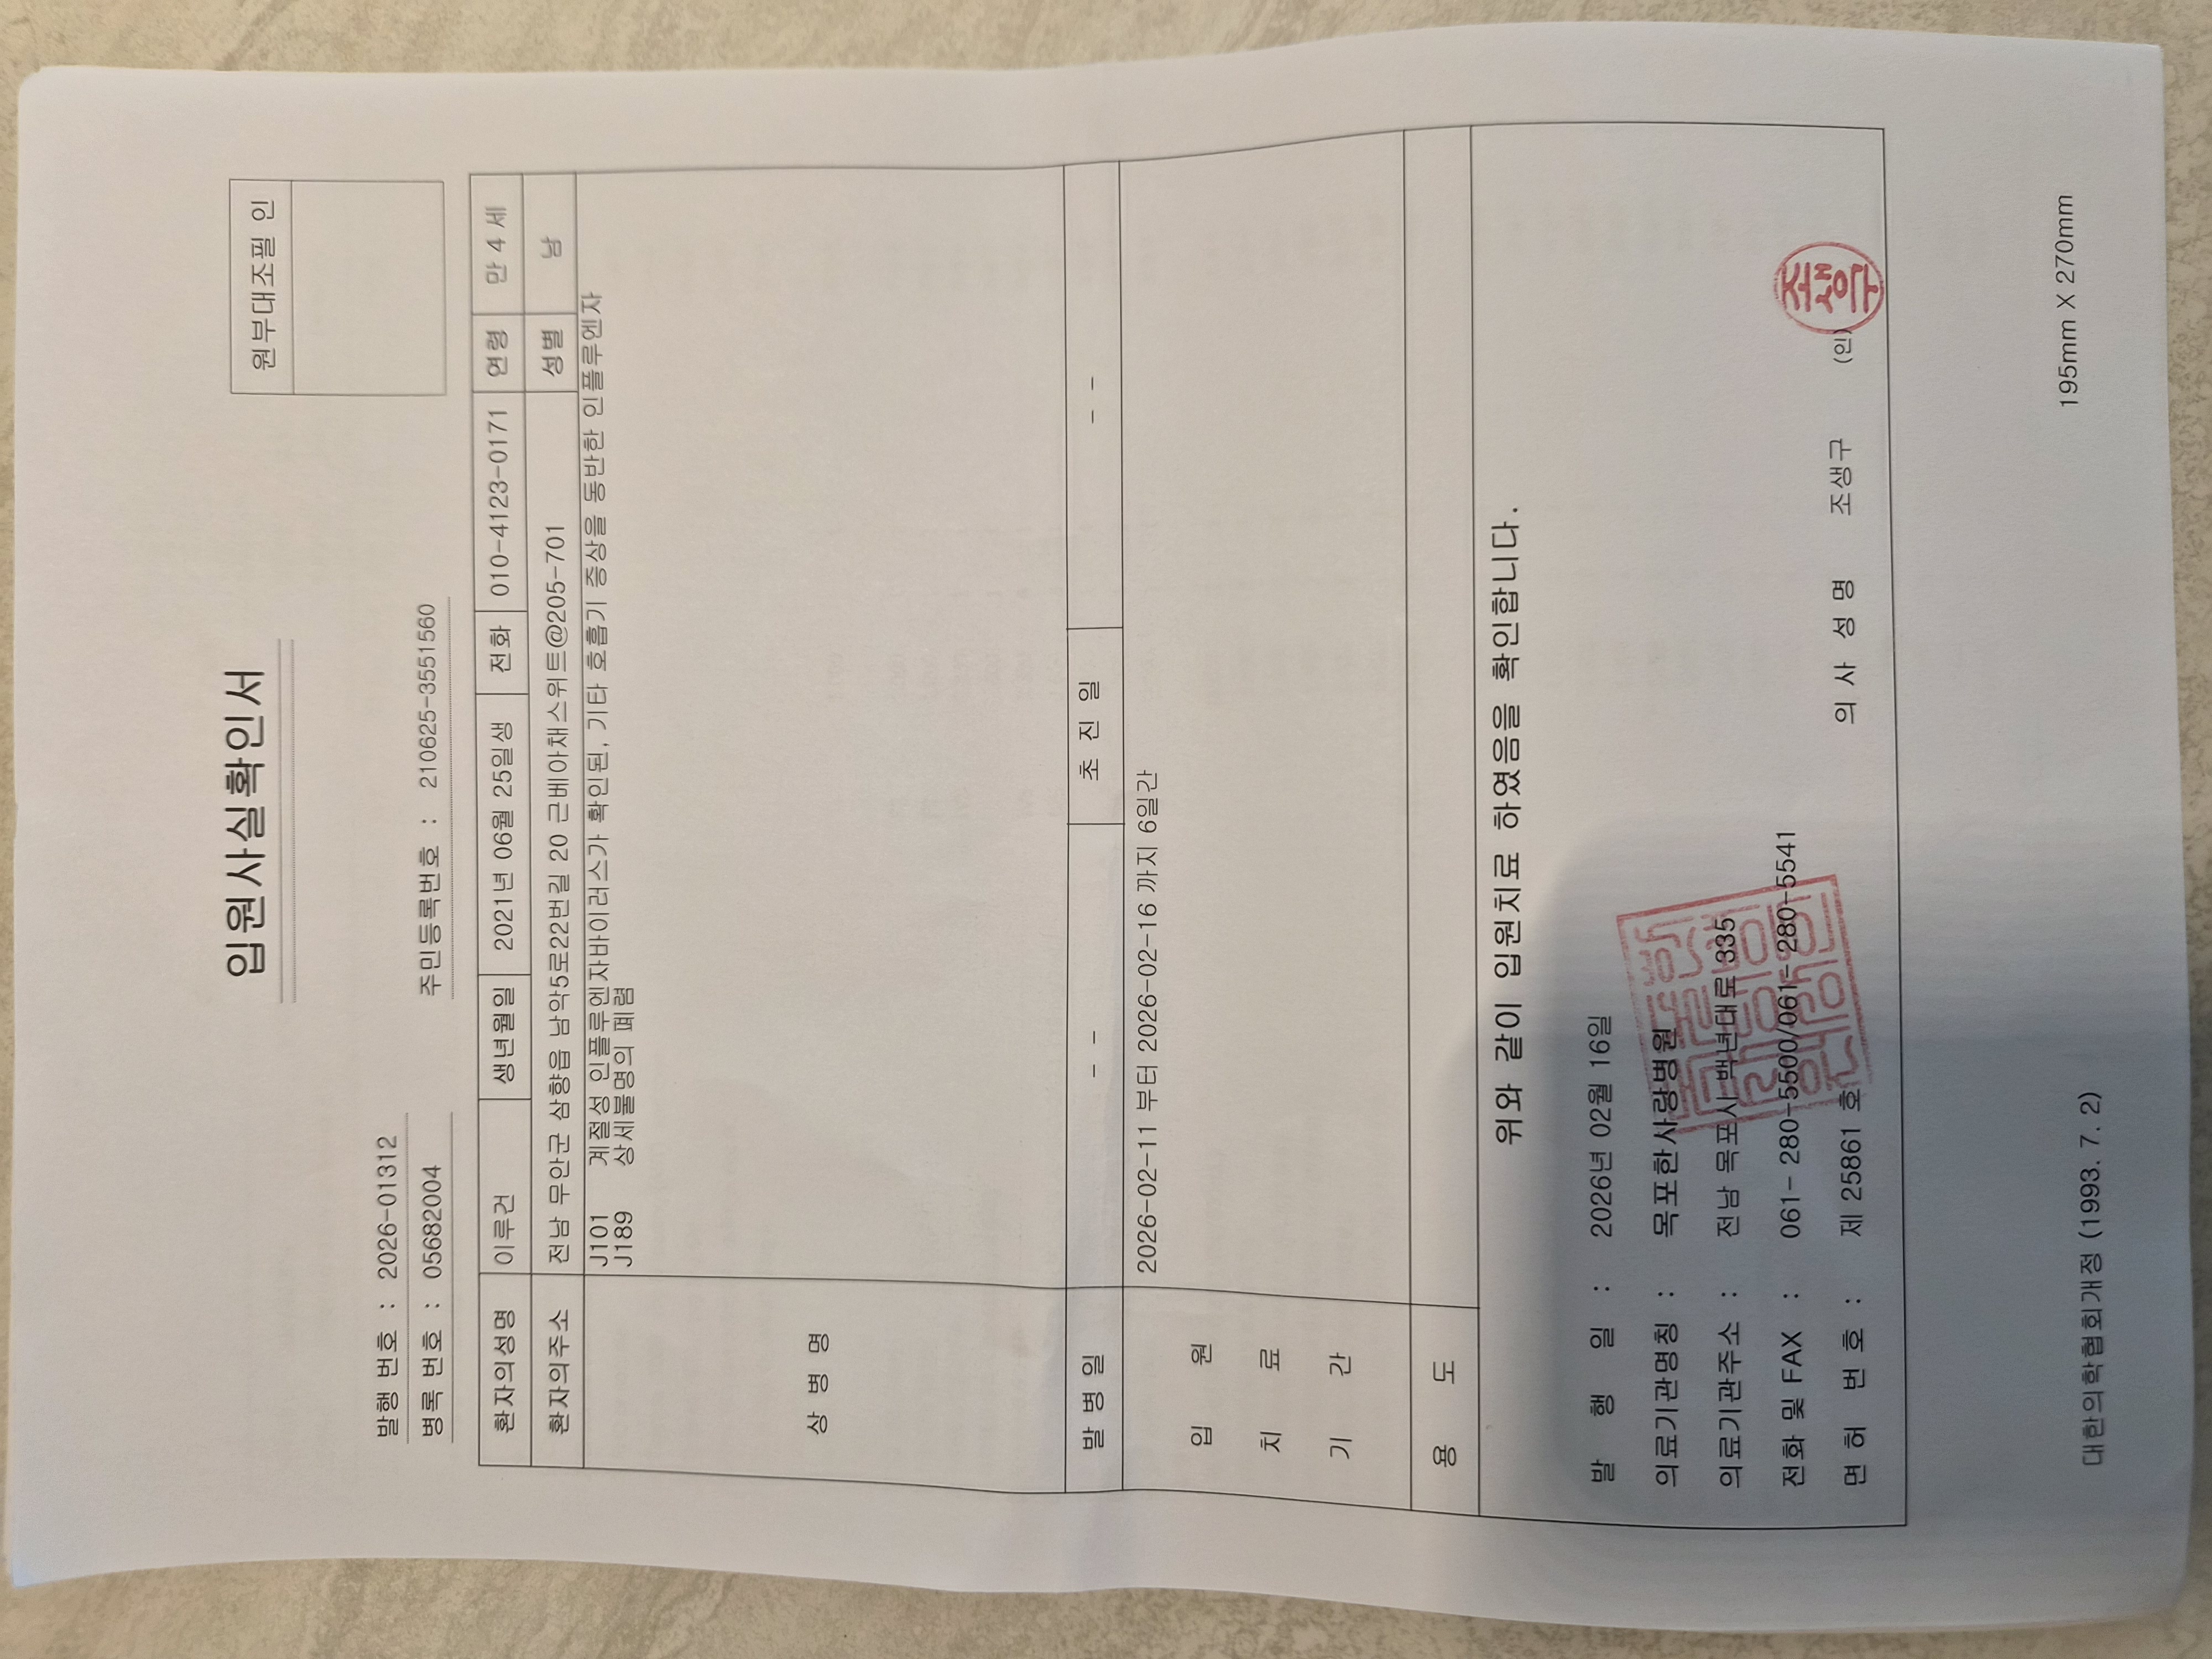 입원사실확인서
원부대조필 인
발행 번호 : 2026-01312
병록 번호 : 05682004
주민등록번호 : 210625-3551560
환자의성명 이루건 생년월일 2021년 06월 25일생 전화 010-4123-0171 연령 만 4 세
환자의주소 전남 무안군 삼향읍 남악5로22번길 20 근베아채스위트@205-701 성별 남
상 병 명
J101 계절성 인플루엔자바이러스가 확인된, 기타 호흡기 증상을 동반한 인플루엔자
J189 상세불명의 폐렴
발 병 일 - - 초 진 일 - -
입 원
치 료
기 간
2026-02-11 부터 2026-02-16 까지 6일간
용 도
위와 같이 입원치료 하였음을 확인합니다.
발 행 일 : 2026년 02월 16일
의료기관명칭 : 목포한사랑병원
의료기관주소 : 전남 목포시 백년대로 335
전화 및 FAX : 061- 280-5500/061- 280-5541
면 허 번 호 : 제 25861 호 의 사 성 명 조생구 (인)
조생구
대한의학협회개정 (1993. 7. 2)
195mm X 270mm